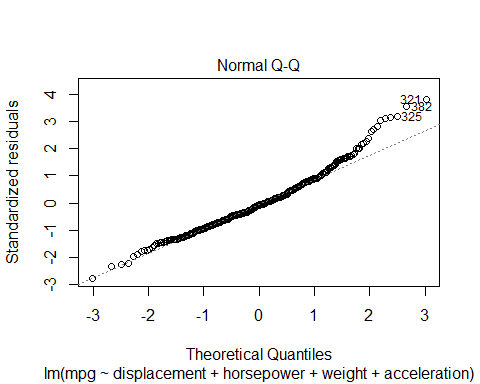 Normal Q-Q
Standardized residuals
4
3
2
1
0
-1
-2
-3
321
382
325
-3 -2 -1 0 1 2 3
Theoretical Quantiles
lm(mpg ~ displacement + horsepower + weight + acceleration)